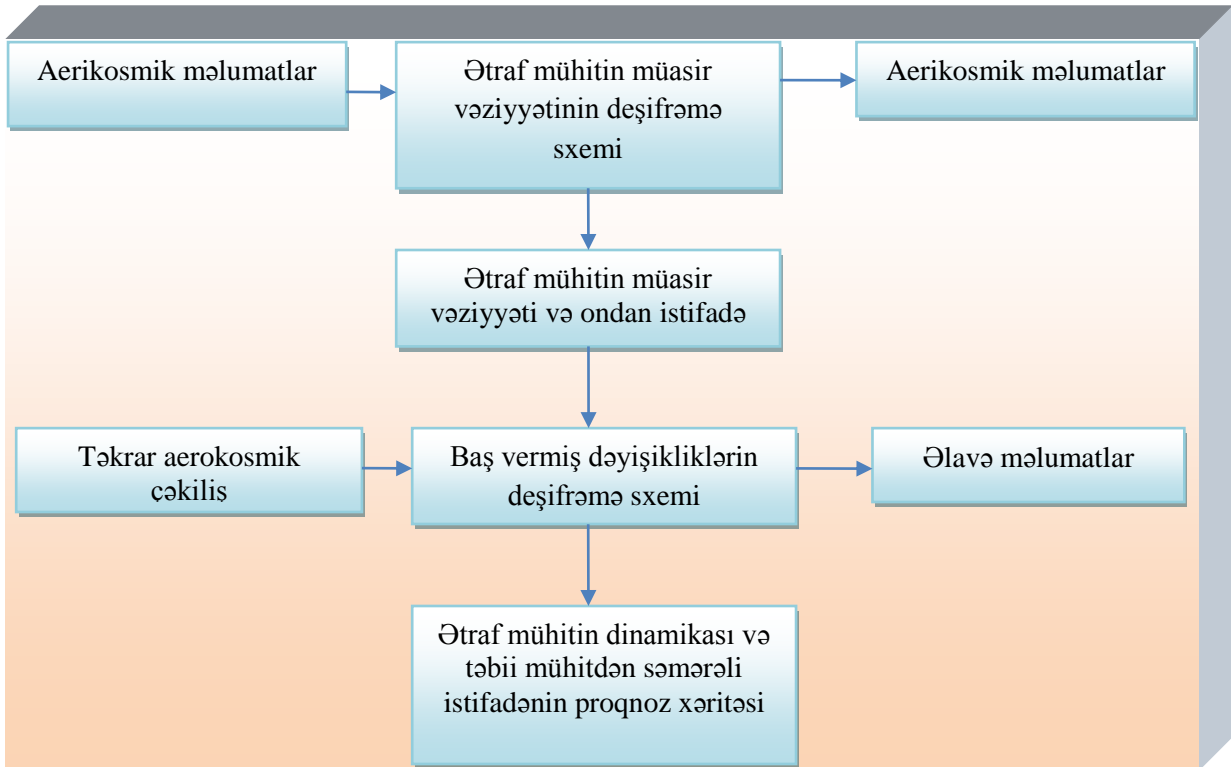 Aerikosmik məlumatlar
Ətraf mühitin müasir
vəziyyətinin deşifrəmə
sxemi
Aerikosmik məlumatlar
Ətraf mühitin müasir
vəziyyəti və ondan istifadə
Təkrar aerokosmik
çəkiliş
Baş vermiş dəyişikliklərin
deşifrəmə sxemi
Əlavə məlumatlar
Ətraf mühitin dinamikası və
təbii mühitdən səmərəli
istifadənin proqnoz xəritəsi